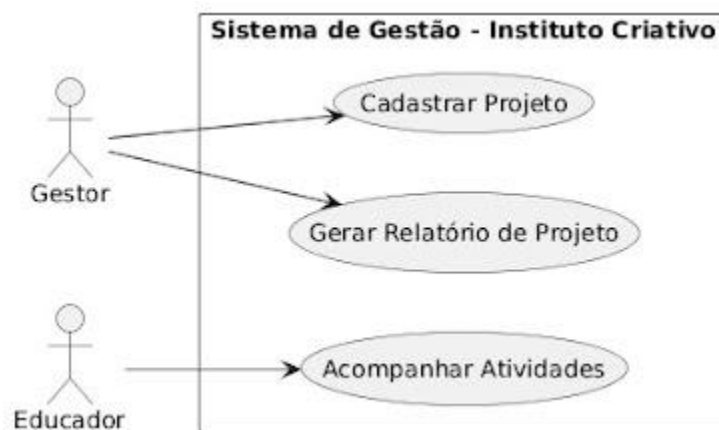 Sistema de Gestão - Instituto Criativo
Cadastrar Projeto
Gestor
Gerar Relatório de Projeto
Acompanhar Atividades
Educador